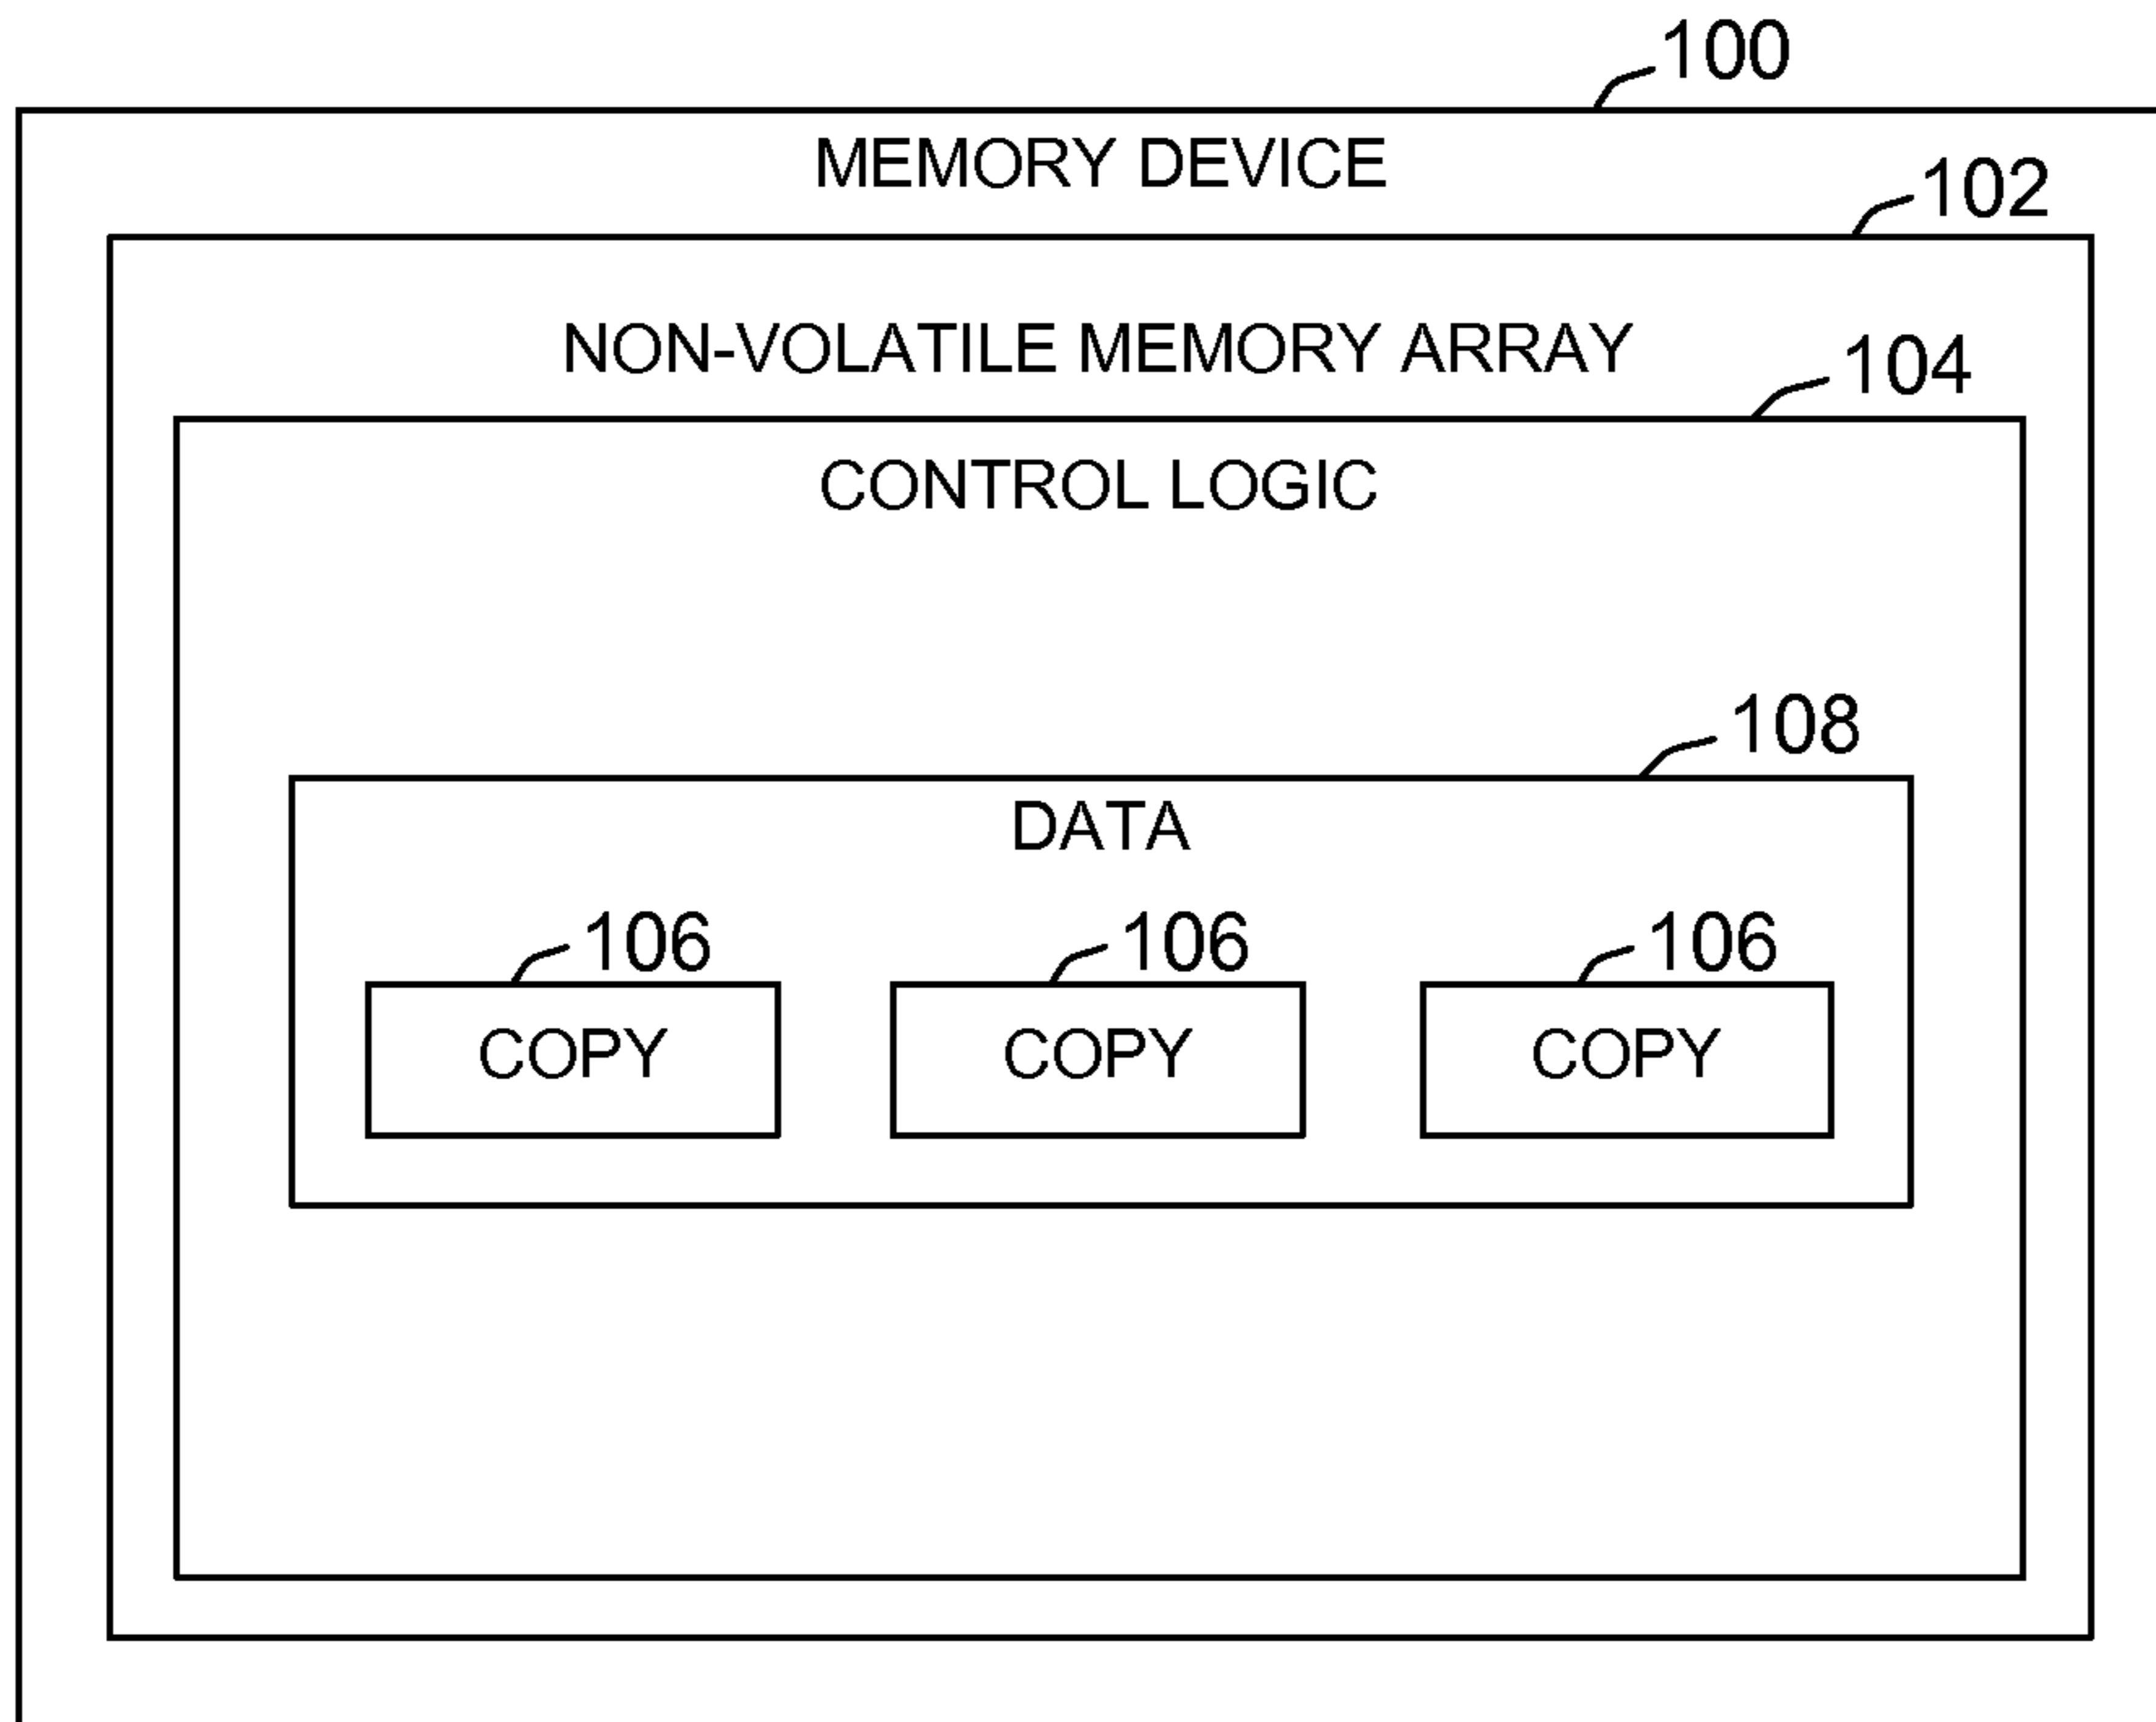 100
MEMORY DEVICE
102
NON-VOLATILE MEMORY ARRAY
104
CONTROL LOGIC
108
DATA
106 106 106
COPY COPY COPY